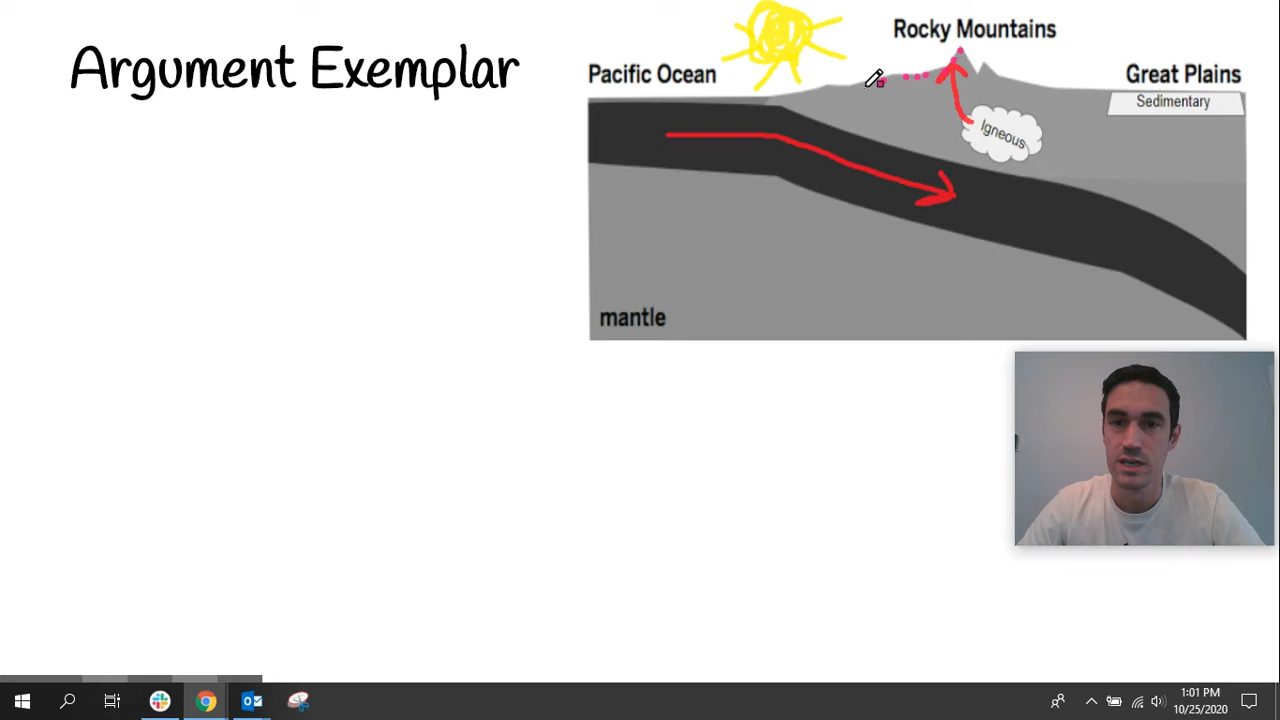 Argument Exemplar
Rocky Mountains
Pacific Ocean
Great Plains
Sedimentary
Igneous
mantle
1:01 PM
10/25/2020